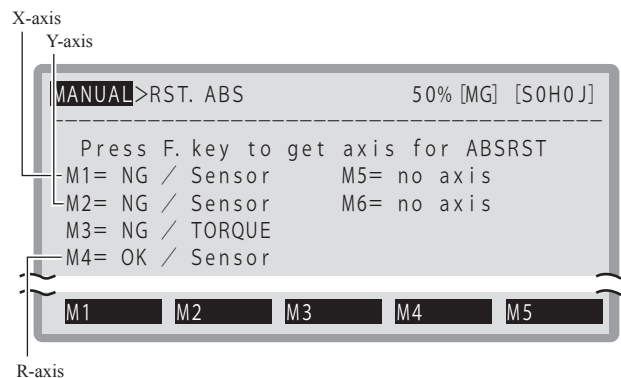 X-axis
Y-axis
MANUAL>RST. ABS 50% [MG] [S0H0J]
Press F.key to get axis for ABSRST
M1= NG / Sensor M5= no axis
M2= NG / Sensor M6= no axis
M3= NG / TORQUE
M4= OK / Sensor
M1 M2 M3 M4 M5
R-axis